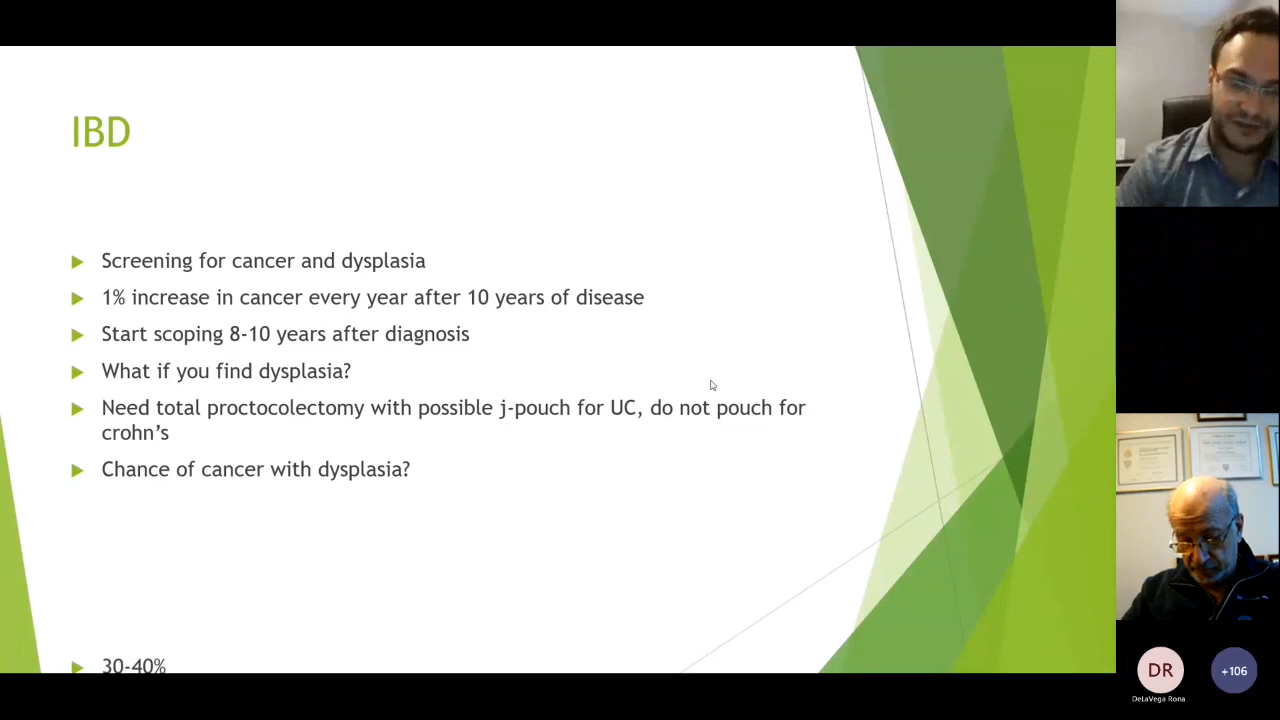 IBD
Screening for cancer and dysplasia
1% increase in cancer every year after 10 years of disease
Start scoping 8-10 years after diagnosis
What if you find dysplasia?
Need total proctocolectomy with possible j-pouch for UC, do not pouch for
crohn's
Chance of cancer with dysplasia?
30-40%
DR
+106
DeLaVega Rona